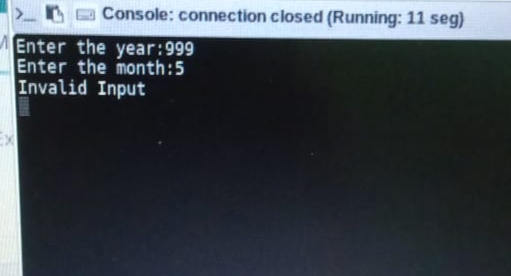 Console: connection closed (Running: 11 seg)
Enter the year:999
Enter the month:5
Invalid Input